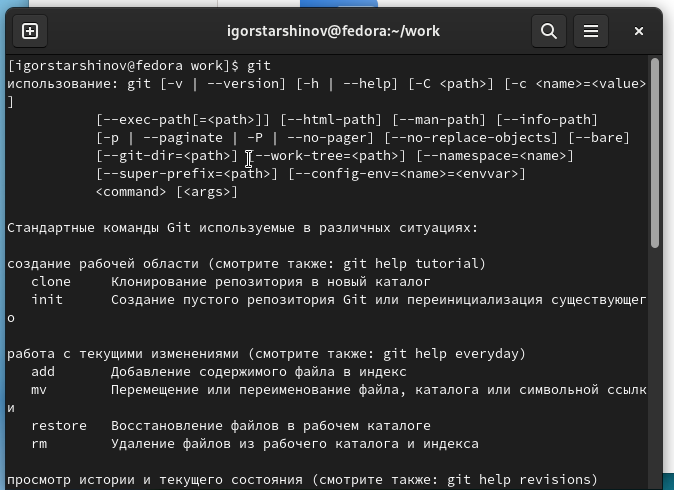 igorstarshinov@fedora:~/work
[igorstarshinov@fedora work]$ git
использование: git [-v | --version] [-h | --help] [-C <path>] [-c <name>=<value>
]
[--exec-path[=<path>]] [--html-path] [--man-path] [--info-path]
[-p | --paginate | -P | --no-pager] [--no-replace-objects] [--bare]
[--git-dir=<path>] [--work-tree=<path>] [--namespace=<name>]
[--super-prefix=<path>] [--config-env=<name>=<envvar>]
<command> [<args>]
Стандартные команды Git используемые в различных ситуациях:
создание рабочей области (смотрите также: git help tutorial)
clone Клонирование репозитория в новый каталог
init Создание пустого репозитория Git или переинициализация существующег
о
работа с текущими изменениями (смотрите также: git help everyday)
add Добавление содержимого файла в индекс
mv Перемещение или переименование файла, каталога или символьной ссылк
и
restore Восстановление файлов в рабочем каталоге
rm Удаление файлов из рабочего каталога и индекса
просмотр истории и текущего состояния (смотрите также: git help revisions)